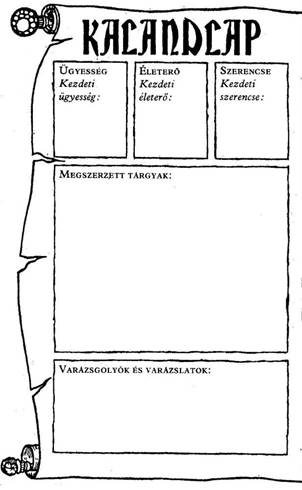 KALANDLAP
ÜGYESSÉG
Kezdeti
ügyesség:
ÉLETERŐ
Kezdeti
életerő:
SZERENCSE
Kezdeti
szerencse:
MEGSZERZETT TÁRGYAK:
VARÁZSGOLYÓK ÉS VARÁZSLATOK: